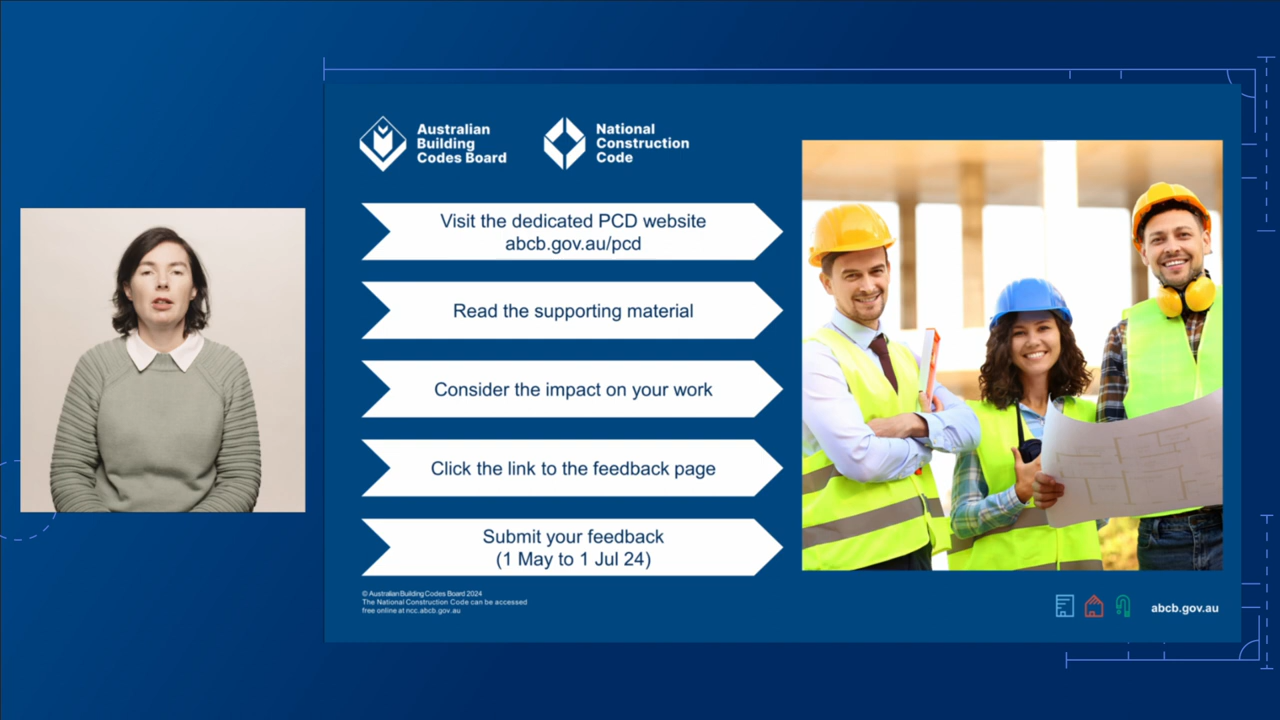 Australian
Building
Codes Board
National
Construction
Code
Visit the dedicated PCD website
abcb.gov.au/pcd
Read the supporting material
Consider the impact on your work
Click the link to the feedback page
Submit your feedback
(1 May to 1 Jul 24)
© Australian Building Codes Board 2024
The National Construction Code can be accessed
free online at ncc.abcb.gov.au
abcb.gov.au